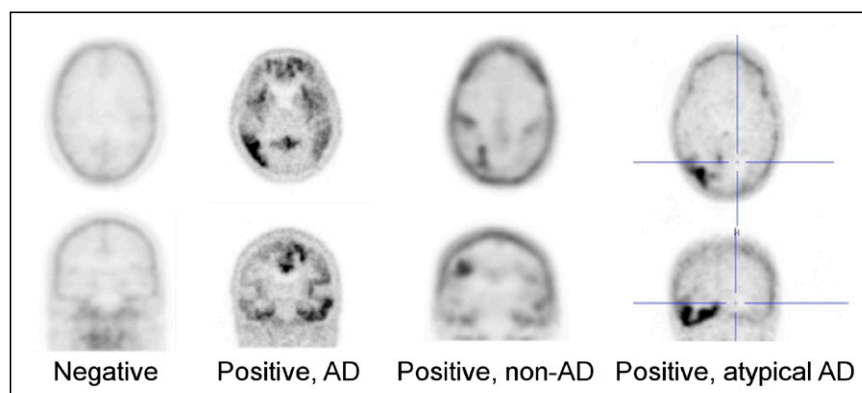 H
Negative
Positive, AD
Positive, non-AD
Positive, atypical AD